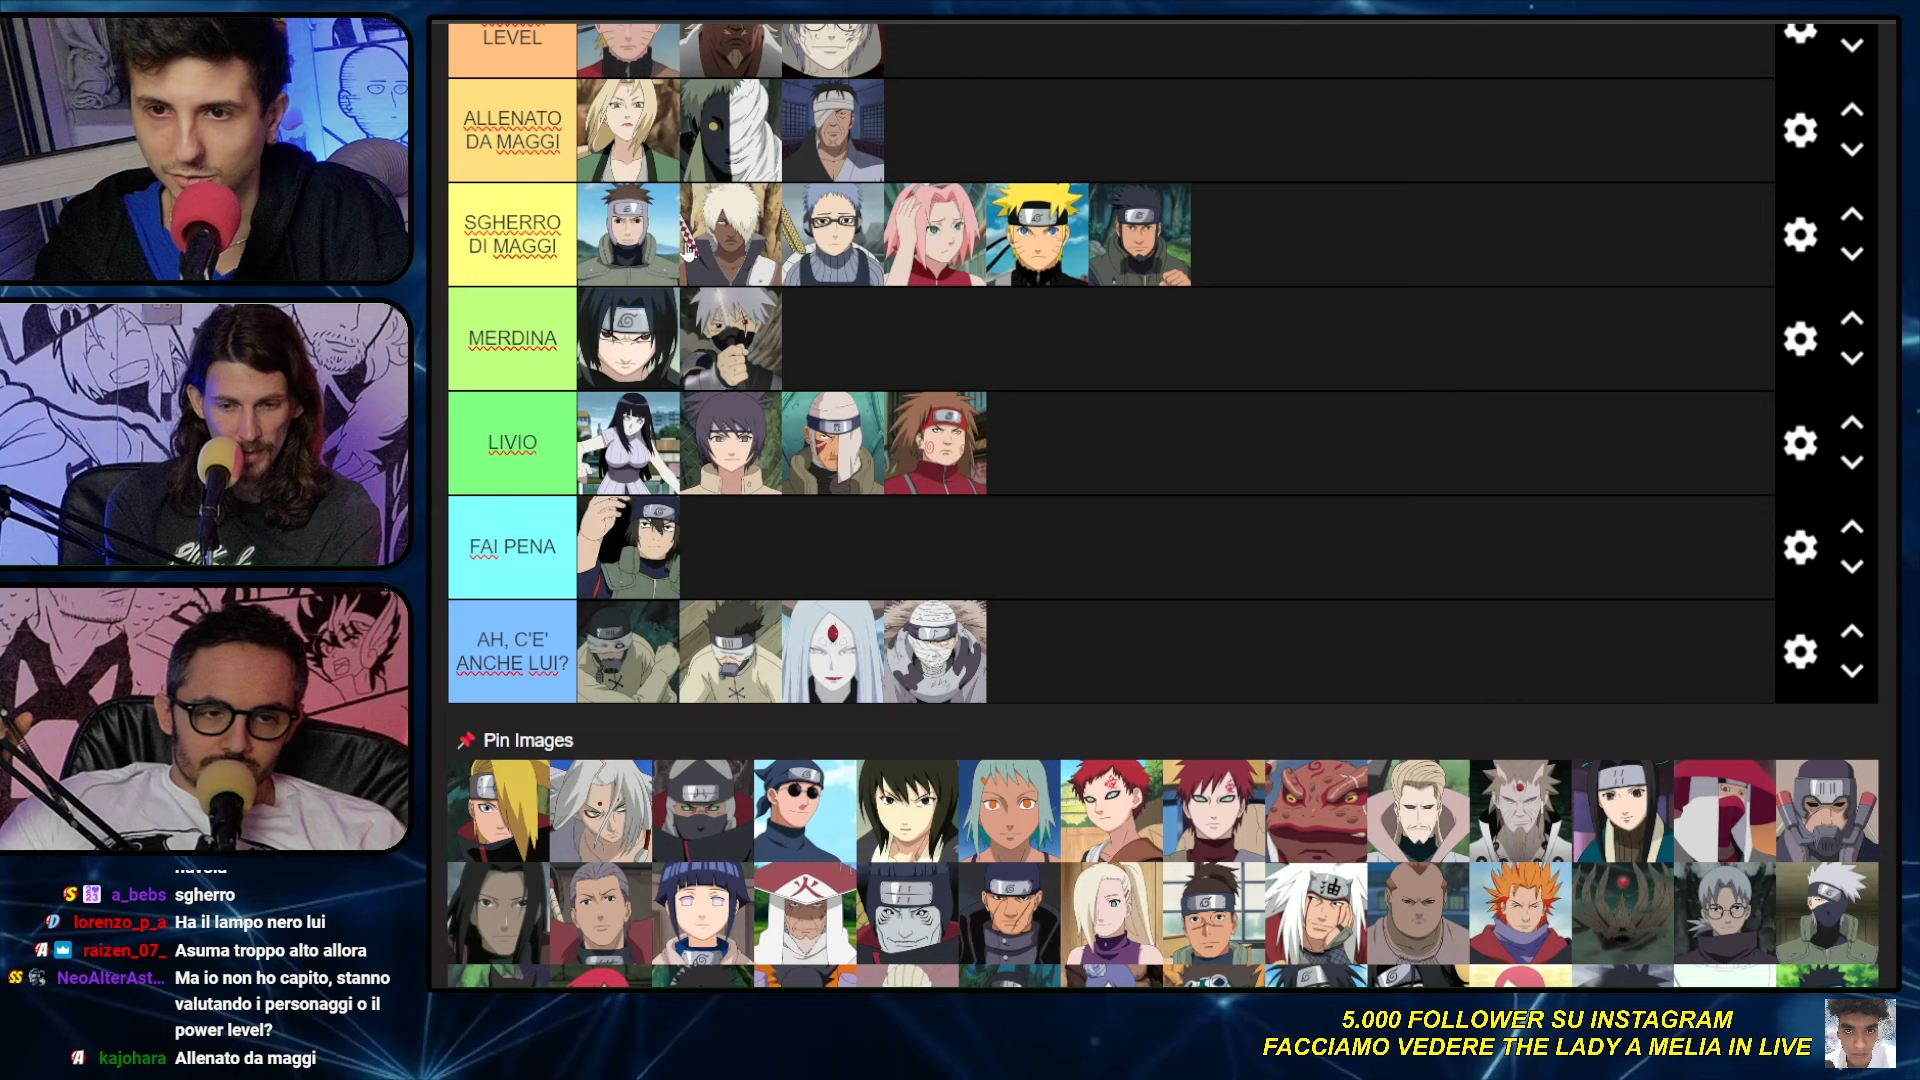 LEVEL
ALLENATO
DA MAGGI
SGHERRO
DI MAGGI
MERDINA
LIVIO
FAI PENA
AH, C'E'
ANCHE LUI?
Pin Images
a_bebs sgherro
lorenzo_p_a Ha il lampo nero lui
raizen_07_ Asuma troppo alto allora
NeoAlterAst... Ma io non ho capito, stanno
valutando i personaggi o il
power level?
kajohara Allenato da maggi
5.000 FOLLOWER SU INSTAGRAM
FACCIAMO VEDERE THE LADY A MELIA IN LIVE